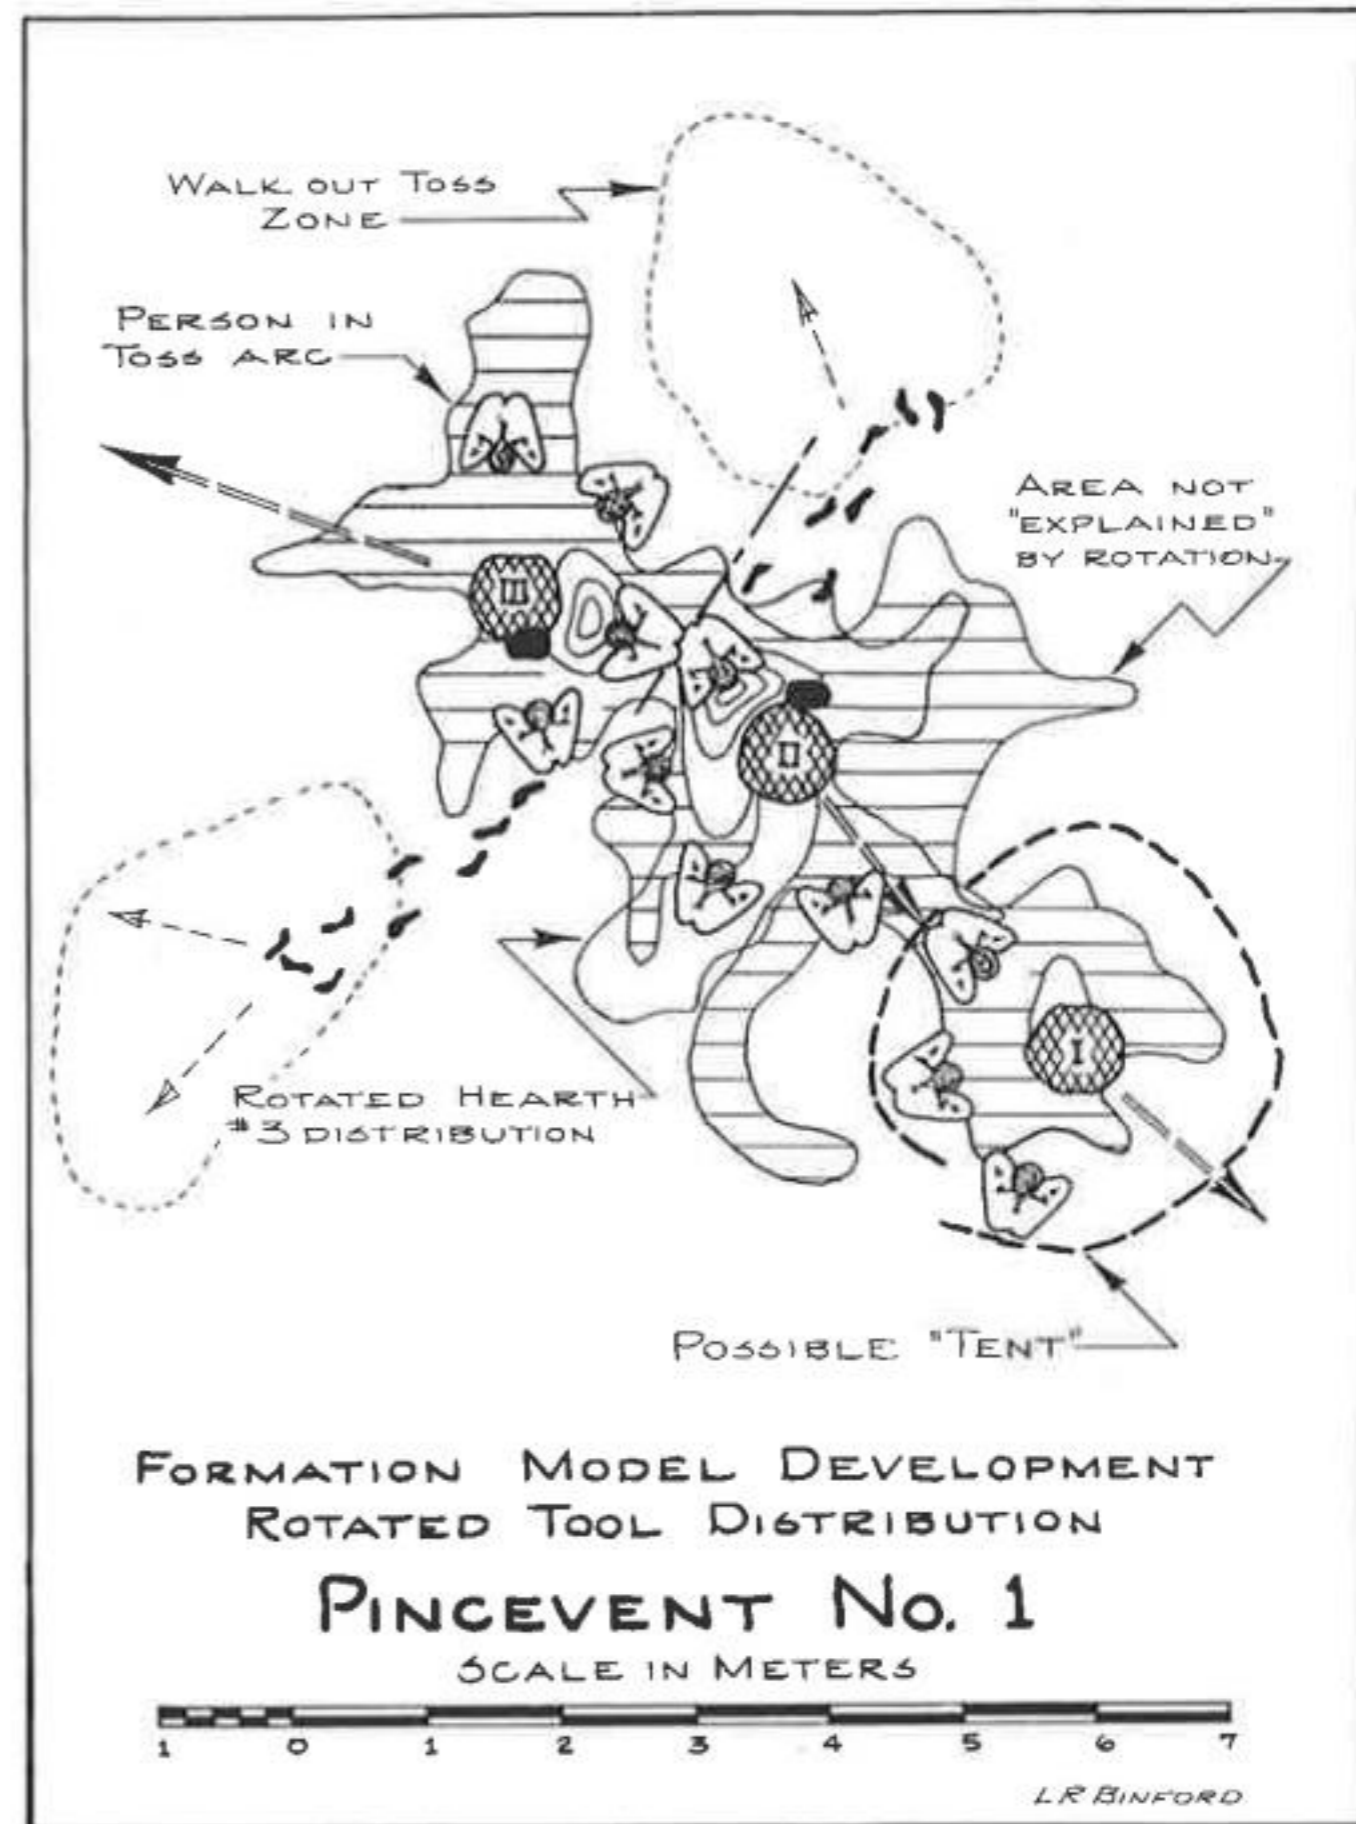 WALK OUT TOSS
ZONE
PERSON IN
TOSS ARC
AREA NOT
"EXPLAINED"
BY ROTATION
III
II
I
ROTATED HEARTH
#3 DISTRIBUTION
POSSIBLE "TENT"
FORMATION MODEL DEVELOPMENT
ROTATED TOOL DISTRIBUTION
PINCEVENT NO. 1
SCALE IN METERS
1 0 1 2 3 4 5 6 7
LR BINFORD